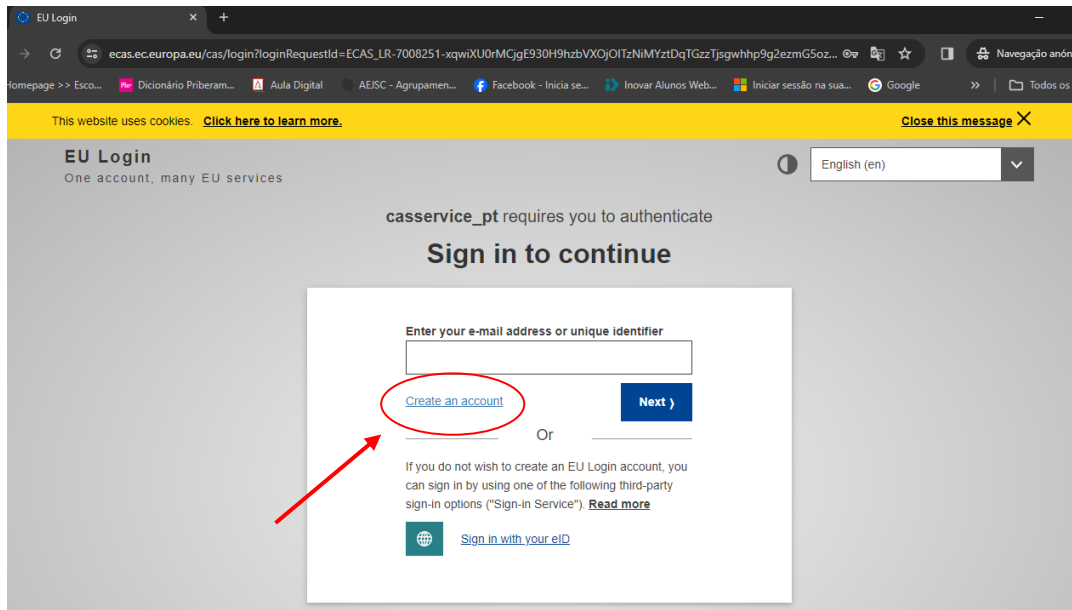 EU Login
ecas.ec.europa.eu/cas/login?loginRequestId=ECAS_LR-7008251-xqwiXU0rMCjgE930H9hzbVXOjOITzNiMYztDqTGzzTjsgwhhp9g2ezmG5oz...
Navegação anón
Homepage >> Esco... Dicionário Priberam... Aula Digital AEJSC - Agrupamen... Facebook - Inicia se... Inovar Alunos Web... Iniciar sessão na sua... Google » Todos os
This website uses cookies. Click here to learn more. Close this message
EU Login
One account, many EU services
English (en)
casservice_pt requires you to authenticate
Sign in to continue
Enter your e-mail address or unique identifier
Create an account
Next ❭
Or
If you do not wish to create an EU Login account, you
can sign in by using one of the following third-party
sign-in options ("Sign-in Service"). Read more
Sign in with your eID